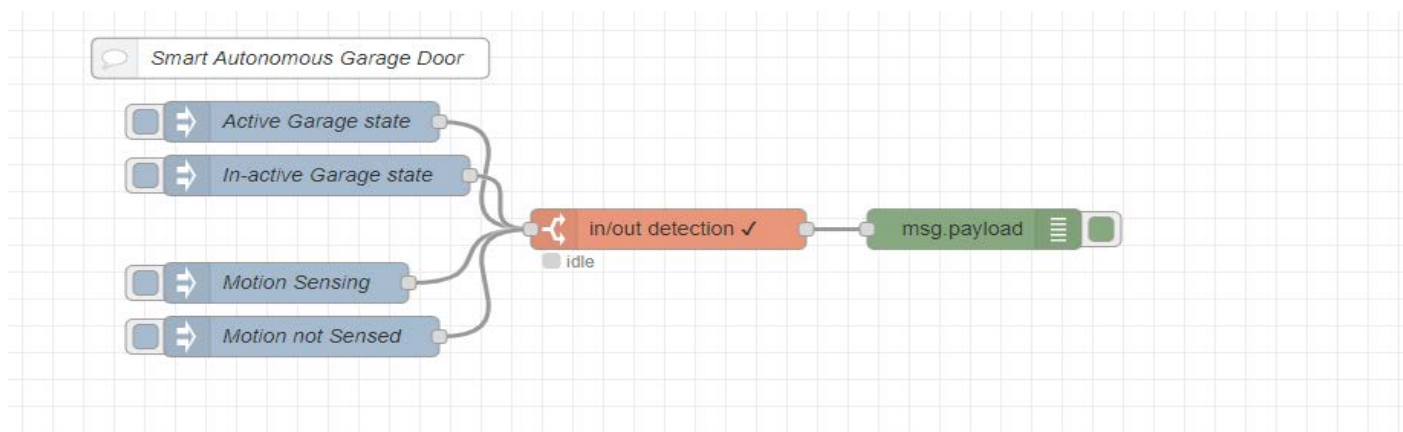 Smart Autonomous Garage Door
Active Garage state
In-active Garage state
in/out detection ✓
msg.payload
idle
Motion Sensing
Motion not Sensed